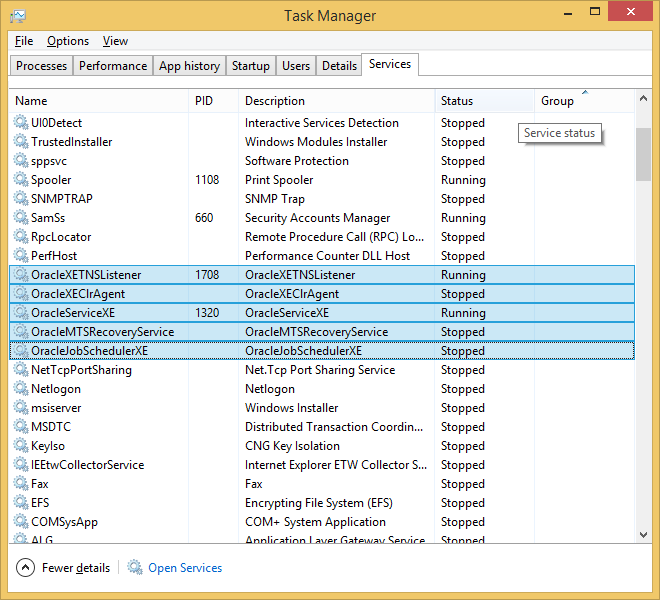 Task Manager
File Options View
Processes Performance App history Startup Users Details Services
Name PID Description Status Group
UI0Detect Interactive Services Detection Stopped
Service status
TrustedInstaller Windows Modules Installer Stopped
sppsvc Software Protection Stopped
Spooler 1108 Print Spooler Running
SNMPTRAP SNMP Trap Stopped
SamSs 660 Security Accounts Manager Running
RpcLocator Remote Procedure Call (RPC) Lo... Stopped
PerfHost Performance Counter DLL Host Stopped
OracleXETNSListener 1708 OracleXETNSListener Running
OracleXEClrAgent OracleXEClrAgent Stopped
OracleServiceXE 1320 OracleServiceXE Running
OracleMTSRecoveryService OracleMTSRecoveryService Stopped
OracleJobSchedulerXE OracleJobSchedulerXE Stopped
NetTcpPortSharing Net.Tcp Port Sharing Service Stopped
Netlogon Netlogon Stopped
msiserver Windows Installer Stopped
MSDTC Distributed Transaction Coordin... Stopped
KeyIso CNG Key Isolation Stopped
IEEtwCollectorService Internet Explorer ETW Collector S... Stopped
Fax Fax Stopped
EFS Encrypting File System (EFS) Stopped
COMSysApp COM+ System Application Stopped
ALG Application Layer Gateway Service Stopped
Fewer details Open Services